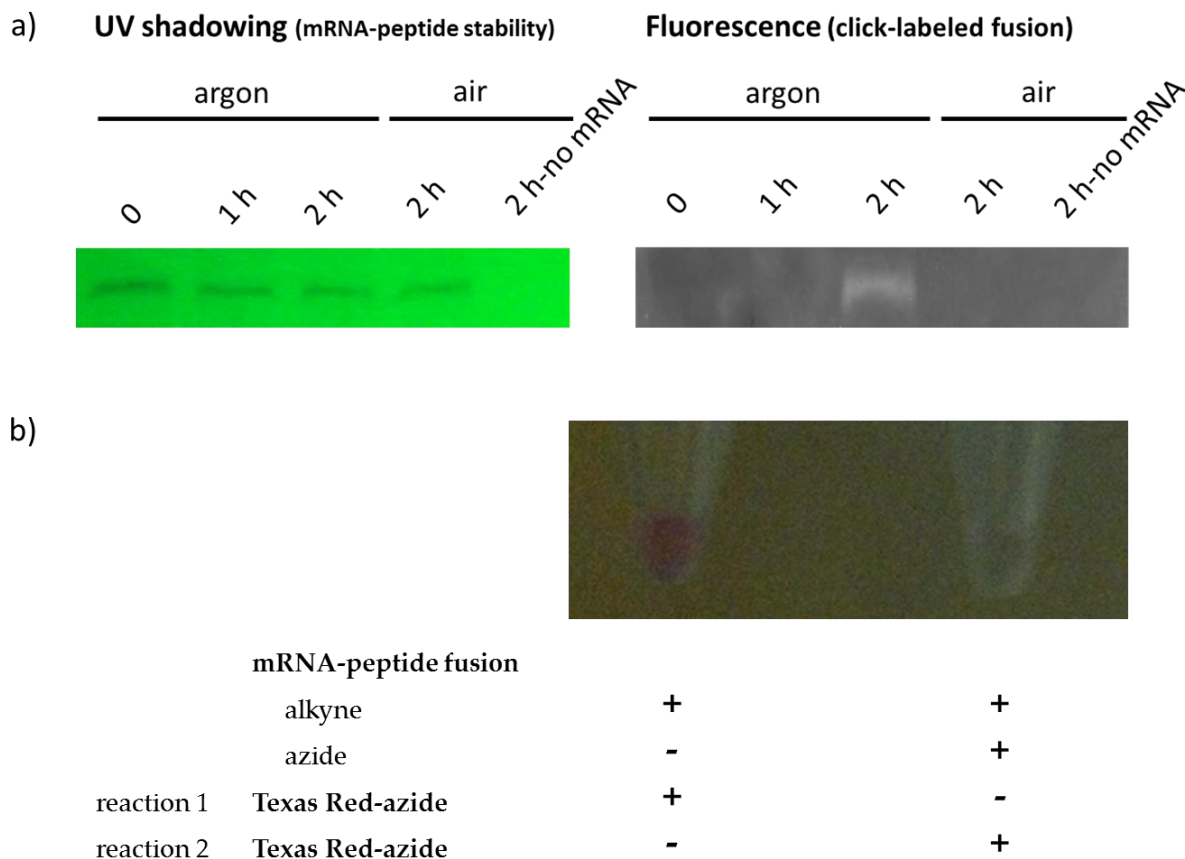 a) UV shadowing (mRNA-peptide stability) Fluorescence (click-labeled fusion)
argon air argon air
0 1 h 2 h 2 h 2 h-no mRNA 0 1 h 2 h 2 h 2 h-no mRNA
b)
mRNA-peptide fusion
alkyne + +
azide - +
reaction 1 Texas Red-azide + -
reaction 2 Texas Red-azide - +